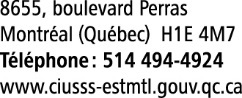 8655, boulevard Perras
Montréal (Québec)  H1E 4M7
Téléphone : 514 494-4924
www.ciusss-estmtl.gouv.qc.ca